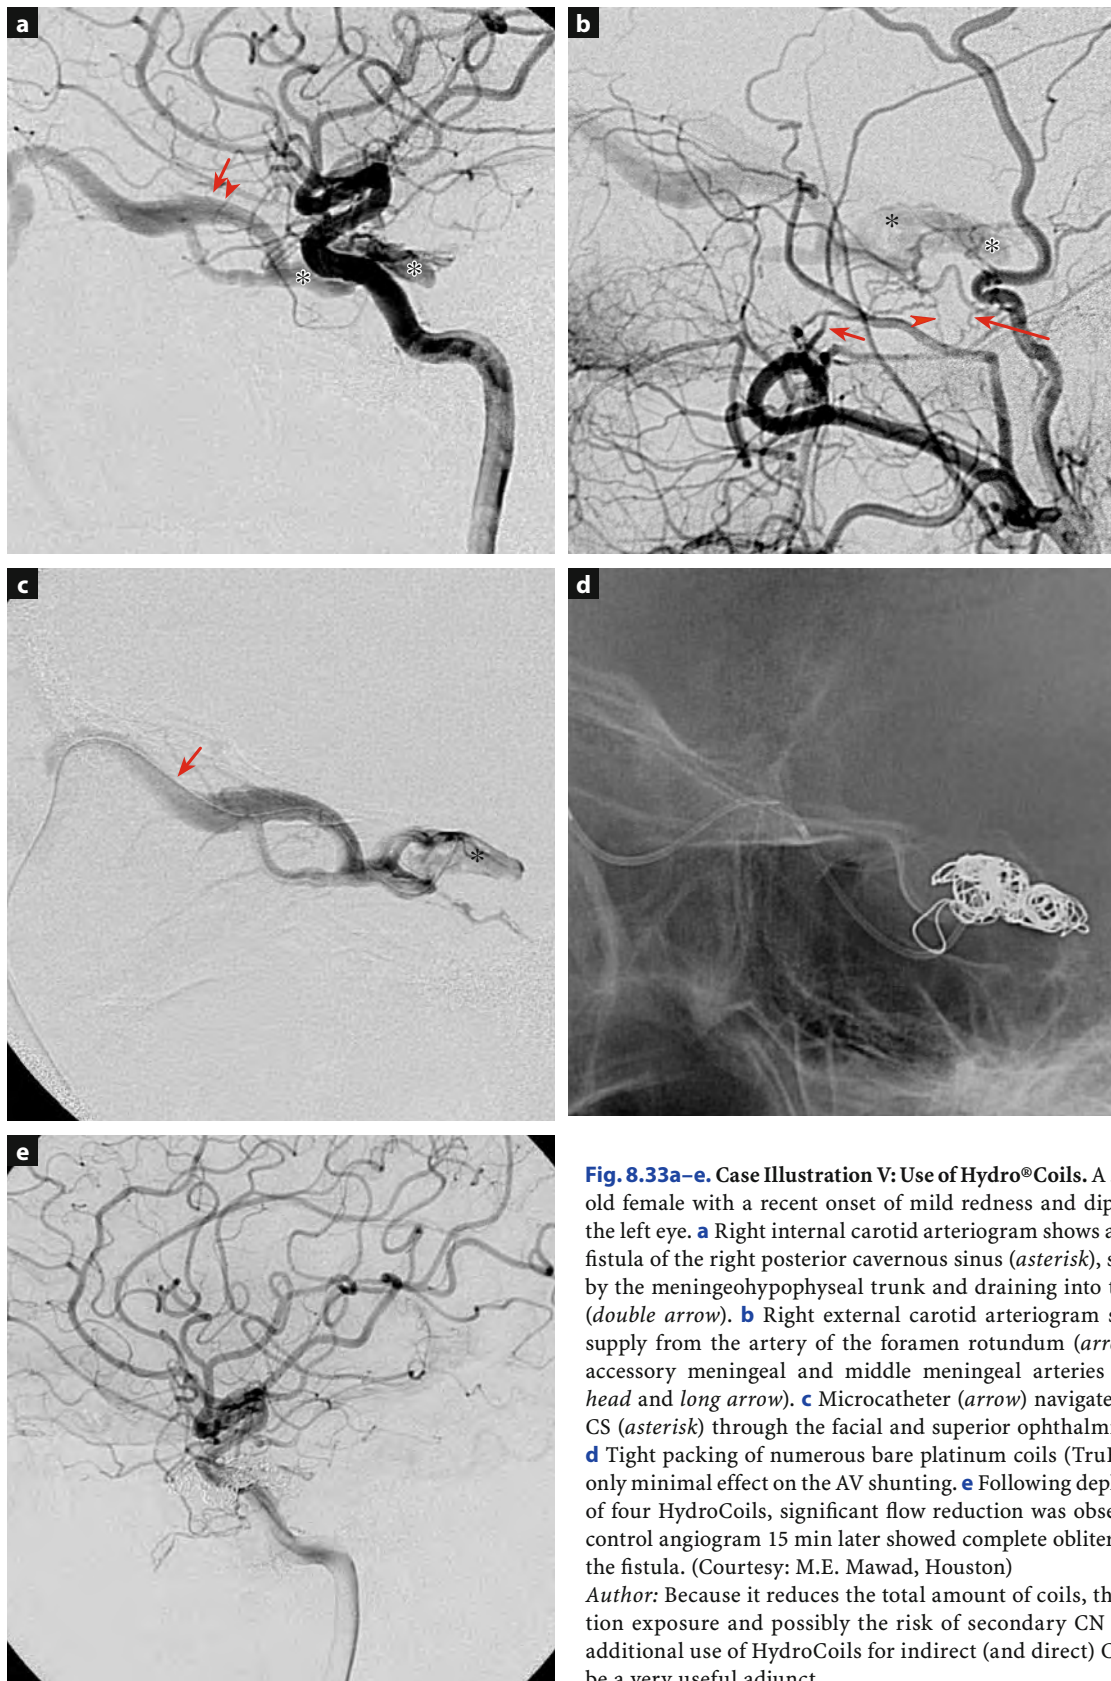 a
b
c
d
e
Fig. 8.33a–e. Case Illustration V: Use of Hydro®Coils. A
old female with a recent onset of mild redness and dip
the left eye. a Right internal carotid arteriogram shows a
fistula of the right posterior cavernous sinus (asterisk), s
by the meningeohypophyseal trunk and draining into t
(double arrow). b Right external carotid arteriogram s
supply from the artery of the foramen rotundum (arr
accessory meningeal and middle meningeal arteries
head and long arrow). c Microcatheter (arrow) navigate
CS (asterisk) through the facial and superior ophthalm
d Tight packing of numerous bare platinum coils (Tru
only minimal effect on the AV shunting. e Following dep
of four HydroCoils, significant flow reduction was obse
control angiogram 15 min later showed complete obliter
the fistula. (Courtesy: M.E. Mawad, Houston)
Author: Because it reduces the total amount of coils, th
tion exposure and possibly the risk of secondary CN
additional use of HydroCoils for indirect (and direct) C
be a very useful adjunct